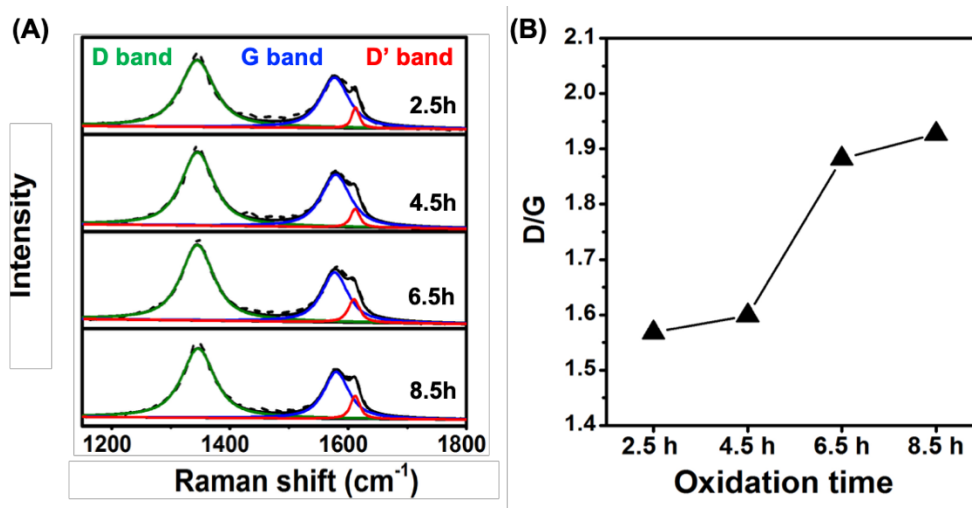 (A)
D band G band D' band
2.5h
4.5h
6.5h
8.5h
Intensity
1200 1400 1600 1800
Raman shift (cm⁻¹)
(B)
2.1
2.0
1.9
1.8
1.7
1.6
1.5
1.4
D/G
2.5 h 4.5 h 6.5 h 8.5 h
Oxidation time